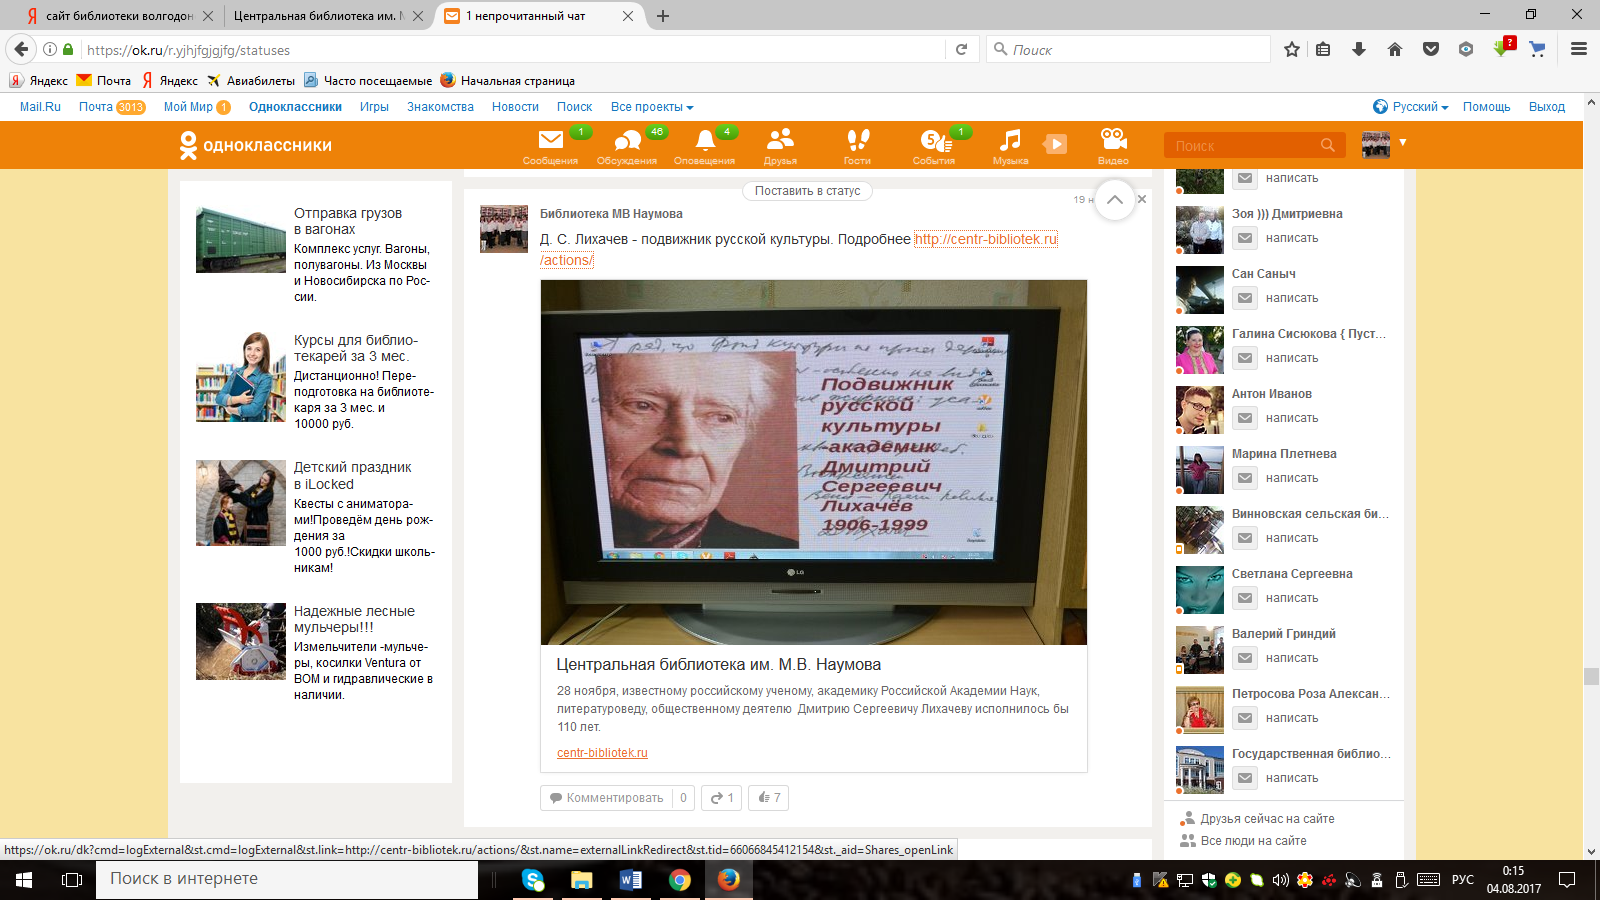 сайт библиотеки волгодон
Центральная библиотека им. М
1 непрочитанный чат
https://ok.ru/r.yjhjfgjgjfg/statuses
Поиск
Яндекс
Почта
Яндекс
Авиабилеты
Часто посещаемые
Начальная страница
Mail.Ru
Почта 3013
Мой Мир 1
Одноклассники
Игры
Знакомства
Новости
Поиск
Все проекты
Русский
Помощь
Выход
одноклассники
1
Сообщения
46
Обсуждения
4
Оповещения
Друзья
Гости
5
1
События
Музыка
Видео
Поиск
Отправка грузов
в вагонах
Комплекс услуг. Вагоны,
полувагоны. Из Москвы
и Новосибирска по Рос-
сии.
Курсы для библио-
текарей за 3 мес.
Дистанционно! Пере-
подготовка на библиоте-
каря за 3 мес. и
10000 руб.
Детский праздник
в iLocked
Квесты с аниматора-
ми!Проведём день рож-
дения за
1000 руб.!Скидки школь-
никам!
Надежные лесные
мульчеры!!!
Измельчители -мульче-
ры, косилки Ventura от
ВОМ и гидравлические в
наличии.
Поставить в статус
19 н
Библиотека МВ Наумова
Д. С. Лихачев - подвижник русской культуры. Подробнее http://centr-bibliotek.ru
/actions/
Подвижник
русской
культуры
академик
Дмитрий
Сергеевич
Лихачёв
1906-1999
LG
Центральная библиотека им. М.В. Наумова
28 ноября, известному российскому ученому, академику Российской Академии Наук,
литературоведу, общественному деятелю Дмитрию Сергеевичу Лихачеву исполнилось бы
110 лет.
centr-bibliotek.ru
Комментировать 0
1
7
написать
Зоя ))) Дмитриевна
написать
Сан Саныч
написать
Галина Сисюкова { Пуст...
написать
Антон Иванов
написать
Марина Плетнева
написать
Винновская сельская би...
написать
Светлана Сергеевна
написать
Валерий Гриндий
написать
Петросова Роза Алексан...
написать
Государственная библио...
написать
Друзья сейчас на сайте
Все люди на сайте
https://ok.ru/dk?cmd=logExternal&st.cmd=logExternal&st.link=http://centr-bibliotek.ru/actions/&st.name=externalLinkRedirect&st.tid=66066845412154&st._aid=Shares_openLink
Поиск в интернете
РУС
0:15
04.08.2017